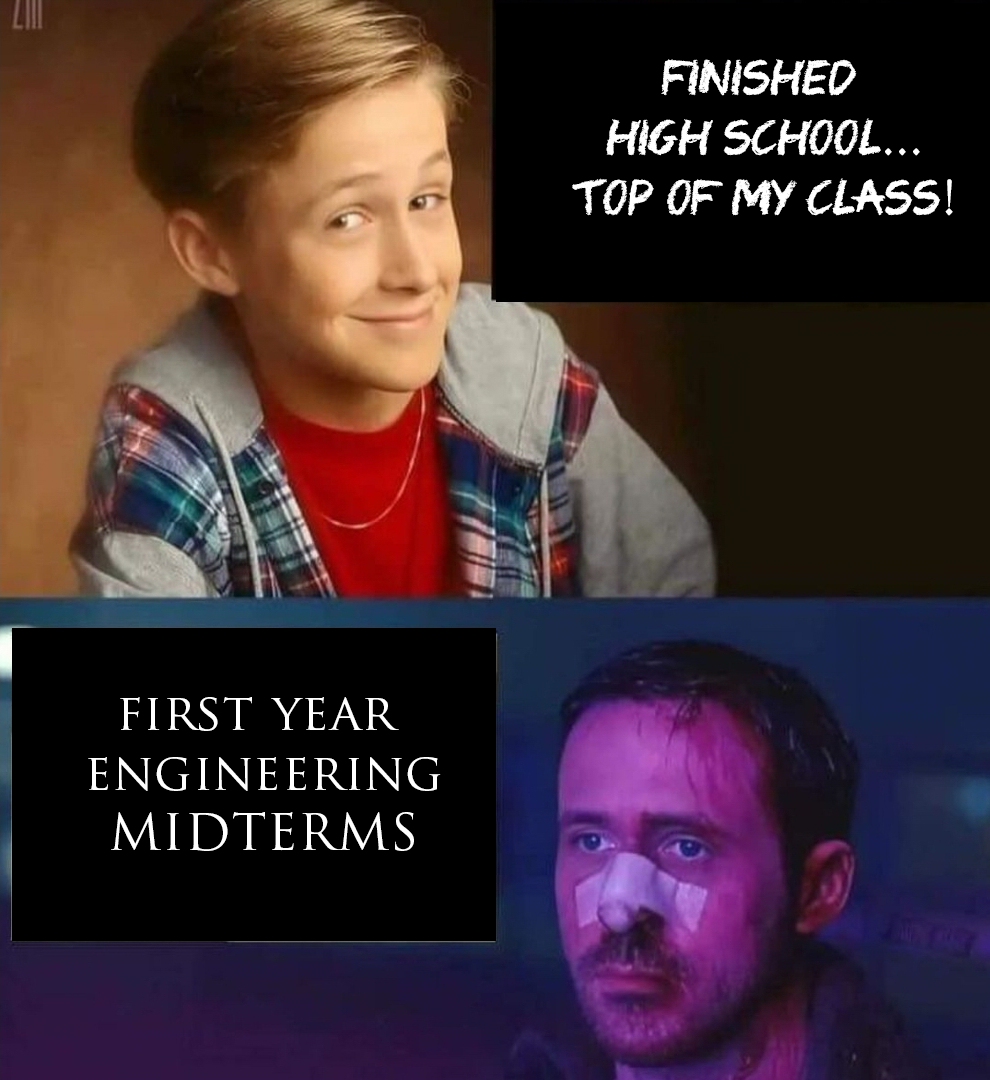 FINISHED
HIGH SCHOOL...
TOP OF MY CLASS!
FIRST YEAR
ENGINEERING
MIDTERMS